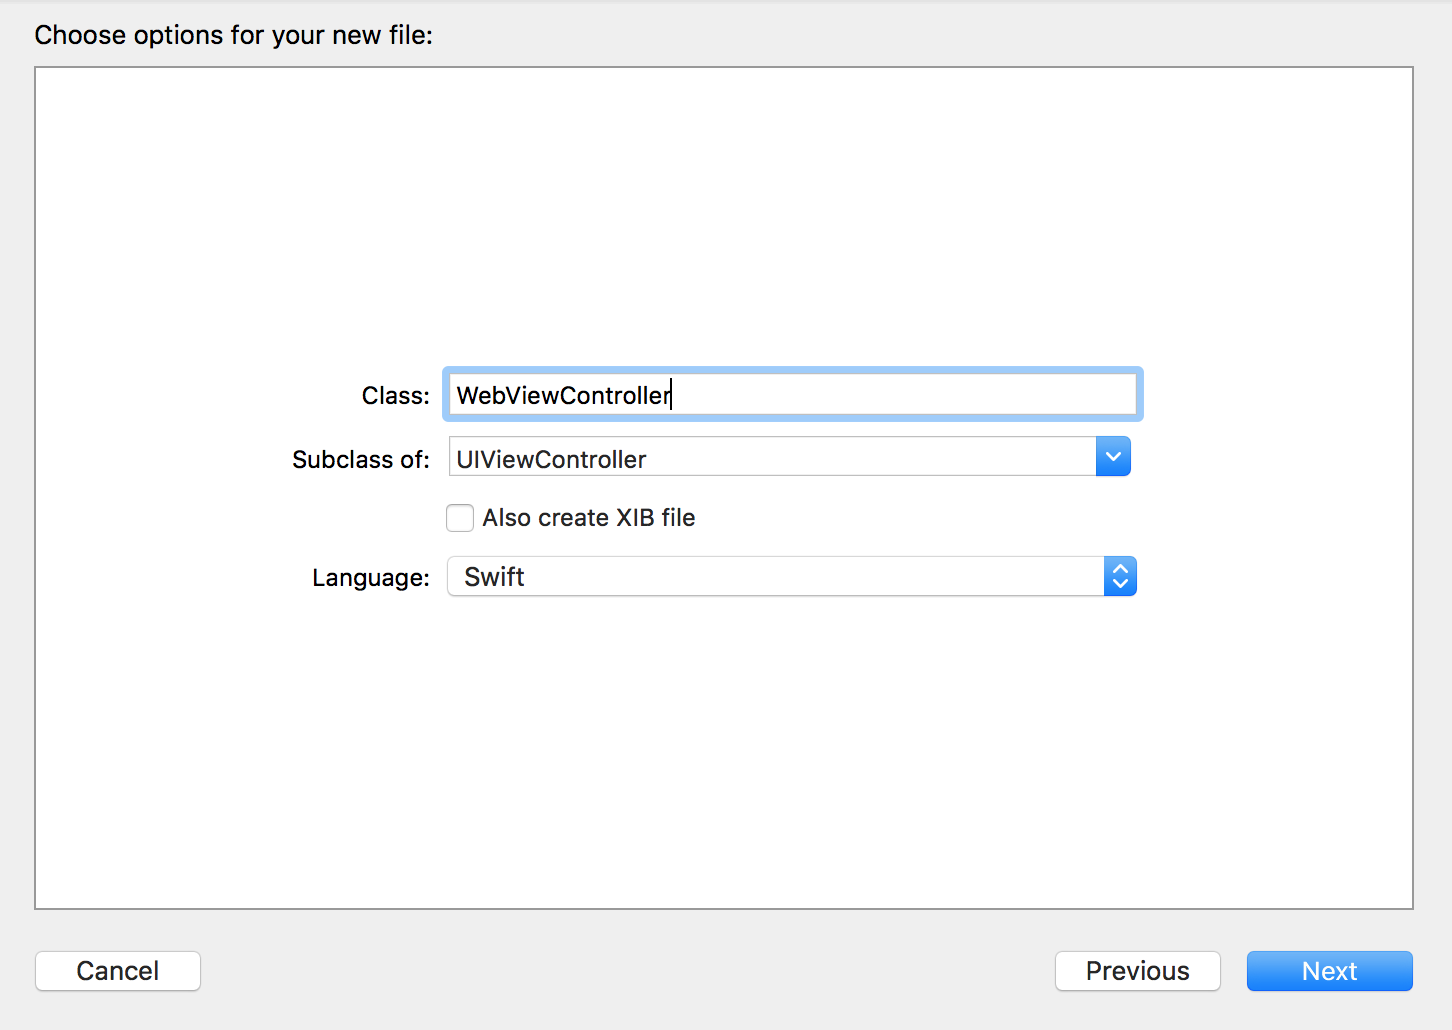 Choose options for your new file:
Class: WebViewController
Subclass of: UIViewController
Also create XIB file
Language: Swift
Cancel Previous Next